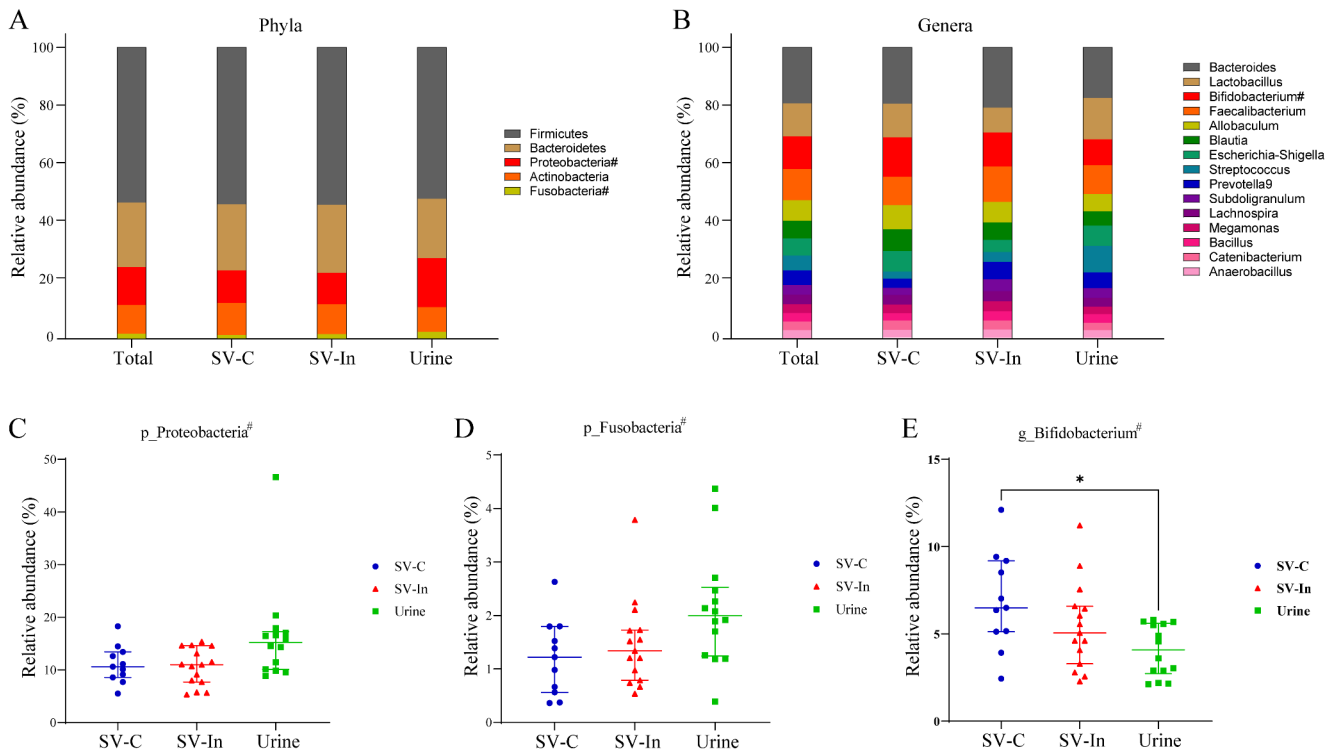 A
Phyla
Relative abundance (%)
100
80
60
40
20
0
Total
SV-C
SV-In
Urine
Firmicutes
Bacteroidetes
Proteobacteria#
Actinobacteria
Fusobacteria#
B
Genera
Relative abundance (%)
100
80
60
40
20
0
Total
SV-C
SV-In
Urine
Bacteroides
Lactobacillus
Bifidobacterium#
Faecalibacterium
Allobaculum
Blautia
Escherichia-Shigella
Streptococcus
Prevotella9
Subdoligranulum
Lachnospira
Megamonas
Bacillus
Catenibacterium
Anaerobacillus
C
p_Proteobacteria#
Relative abundance (%)
50
40
30
20
10
0
SV-C
SV-In
Urine
SV-C
SV-In
Urine
D
p_Fusobacteria#
Relative abundance (%)
5
4
3
2
1
0
SV-C
SV-In
Urine
SV-C
SV-In
Urine
E
g_Bifidobacterium#
Relative abundance (%)
15
10
5
0
*
SV-C
SV-In
Urine
SV-C
SV-In
Urine